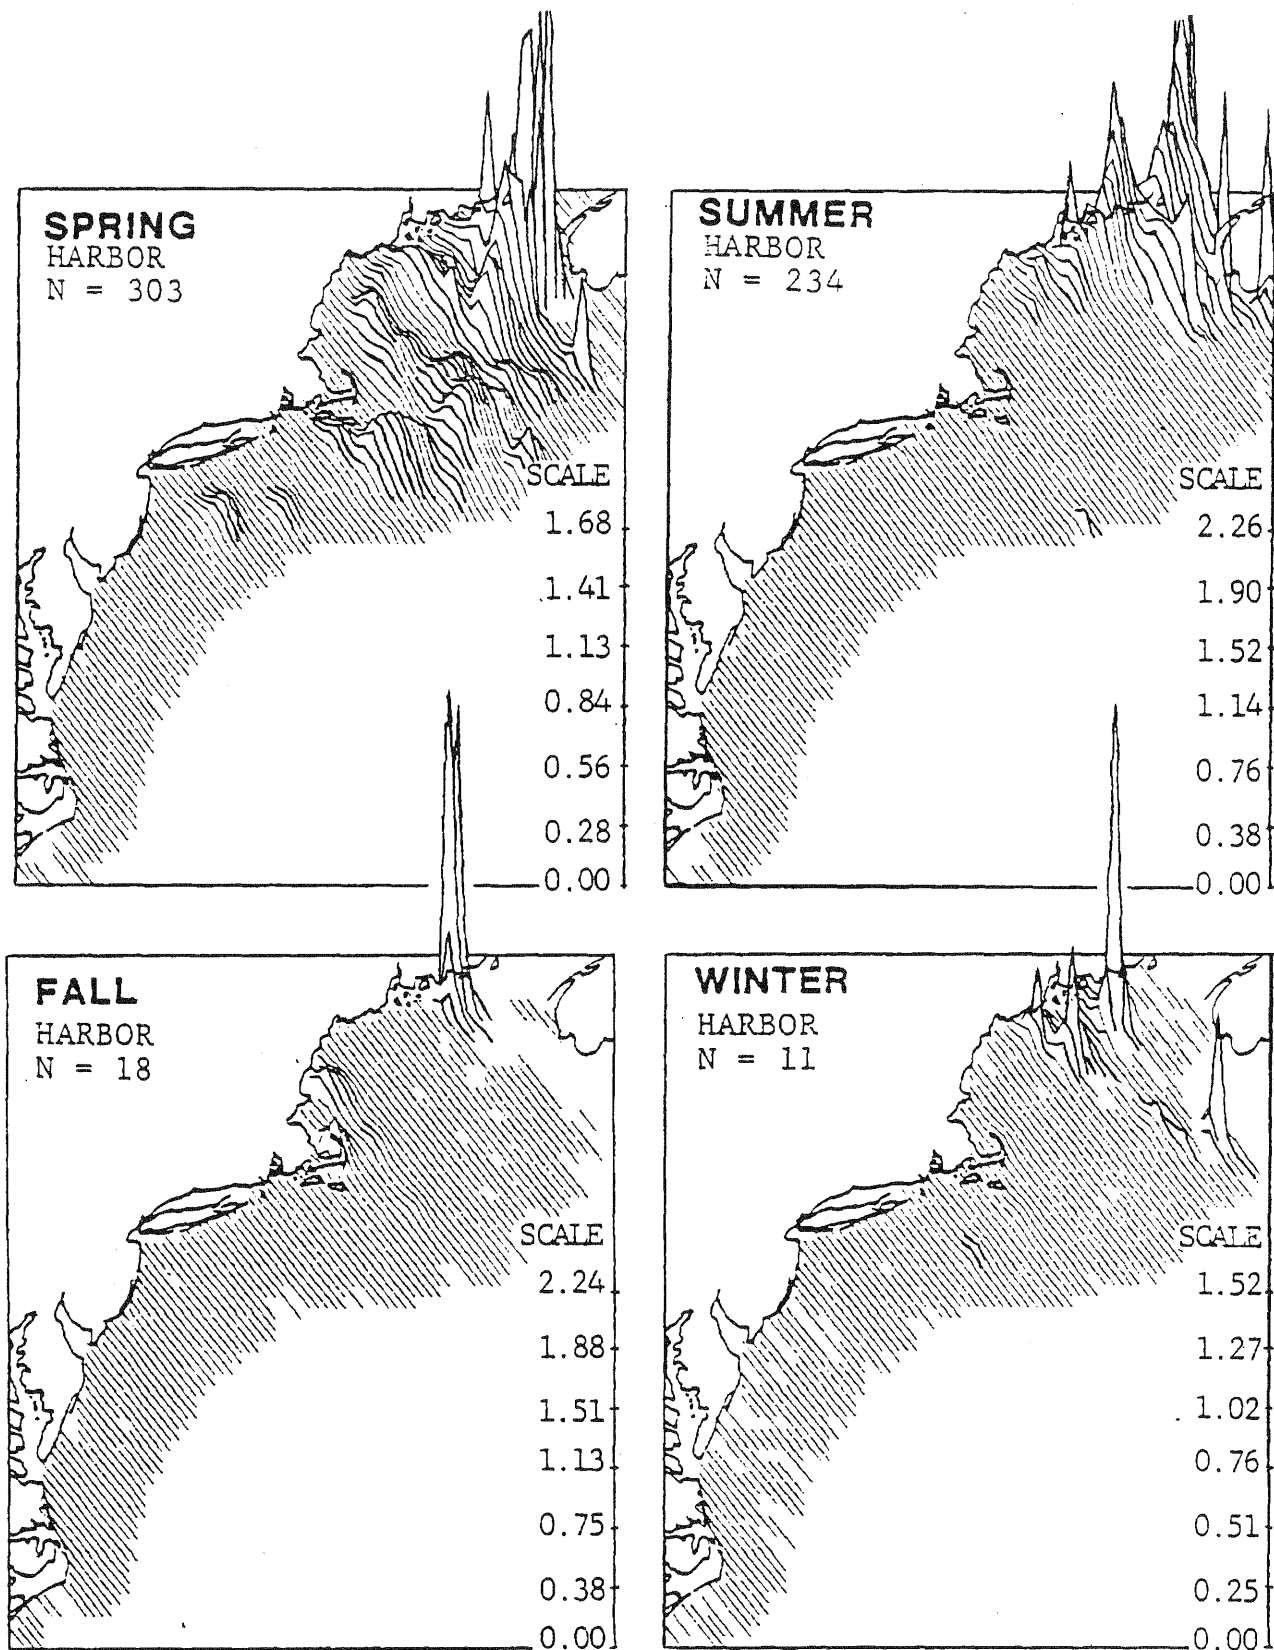 SPRING
HARBOR
N = 303
SCALE
1.68
1.41
1.13
0.84
0.56
0.28
0.00
SUMMER
HARBOR
N = 234
SCALE
2.26
1.90
1.52
1.14
0.76
0.38
0.00
FALL
HARBOR
N = 18
SCALE
2.24
1.88
1.51
1.13
0.75
0.38
0.00
WINTER
HARBOR
N = 11
SCALE
1.52
1.27
1.02
0.76
0.51
0.25
0.00